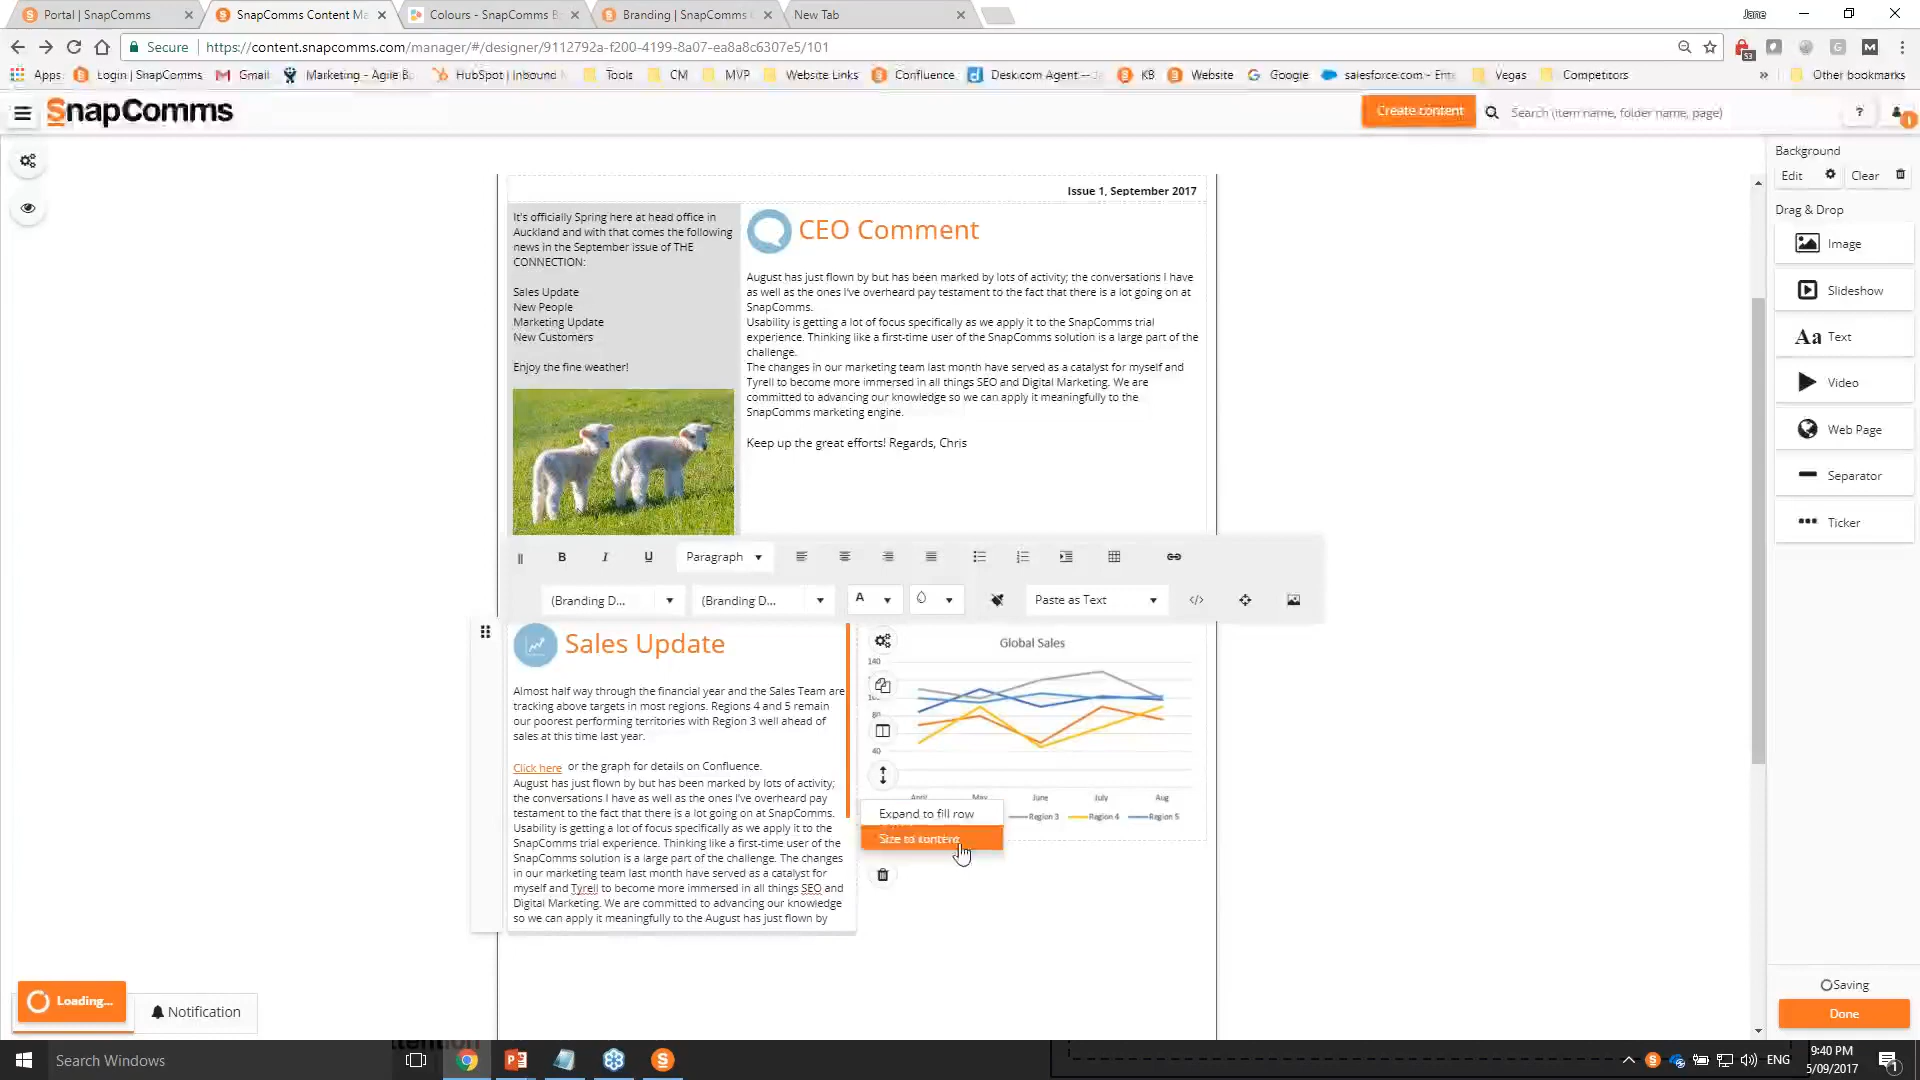 Portal | SnapComms
SnapComms Content Ma
Colours - SnapComms B
Branding | SnapComms
New Tab
Jane
Secure
https://content.snapcomms.com/manager/#/designer/9112792a-f200-4199-8a07-ea8a8c6307e5/101
Apps
Login | SnapComms
Gmail
Marketing - Agile B
HubSpot | Inbound
Tools
CM
MVP
Website Links
Confluence
Desk.com Agent
KB
Website
Google
salesforce.com - Ente
Vegas
Competitors
»
Other bookmarks
SnapComms
Create content
Search (item name, folder name, page)
?
Background
Edit
Clear
Drag & Drop
Image
Slideshow
Aa Text
Video
Web Page
Separator
Ticker
Issue 1, September 2017
It's officially Spring here at head office in
Auckland and with that comes the following
news in the September issue of THE
CONNECTION:
Sales Update
New People
Marketing Update
New Customers
Enjoy the fine weather!
CEO Comment
August has just flown by but has been marked by lots of activity; the conversations I have
as well as the ones I've overheard pay testament to the fact that there is a lot going on at
SnapComms.
Usability is getting a lot of focus specifically as we apply it to the SnapComms trial
experience. Thinking like a first-time user of the SnapComms solution is a large part of the
challenge.
The changes in our marketing team last month have served as a catalyst for myself and
Tyrell to become more immersed in all things SEO and Digital Marketing. We are
committed to advancing our knowledge so we can apply it meaningfully to the
SnapComms marketing engine.
Keep up the great efforts! Regards, Chris
B
I
U
Paragraph
(Branding D...
(Branding D...
A
Paste as Text
</>
Sales Update
Almost half way through the financial year and the Sales Team are
tracking above targets in most regions. Regions 4 and 5 remain
our poorest performing territories with Region 3 well ahead of
sales at this time last year.
Click here or the graph for details on Confluence.
August has just flown by but has been marked by lots of activity;
the conversations I have as well as the ones I've overheard pay
testament to the fact that there is a lot going on at SnapComms.
Usability is getting a lot of focus specifically as we apply it to the
SnapComms trial experience. Thinking like a first-time user of the
SnapComms solution is a large part of the challenge. The changes
in our marketing team last month have served as a catalyst for
myself and Tyrell to become more immersed in all things SEO and
Digital Marketing. We are committed to advancing our knowledge
so we can apply it meaningfully to the August has just flown by
Global Sales
140
80
40
April
May
June
July
Aug
Region 3
Region 4
Region 5
Expand to fill row
Size to content
Loading...
Notification
Saving
Done
Search Windows
ENG
9:40 PM
5/09/2017